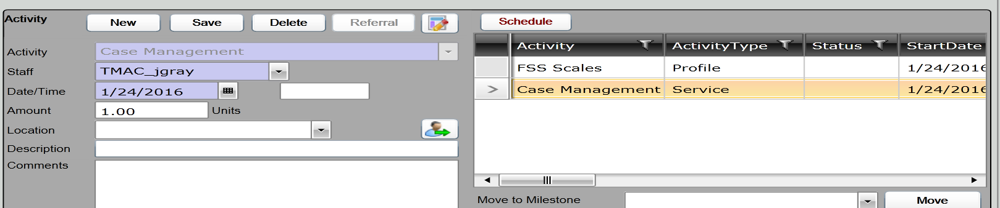 Activity New Save Delete Referral
Activity Case Management
Staff TMAC_jgray
Date/Time 1/24/2016
Amount 1.00 Units
Location
Description
Comments
Schedule
Activity ActivityType Status StartDate
FSS Scales Profile 1/24/2016
> Case Management Service 1/24/2016
Move to Milestone Move